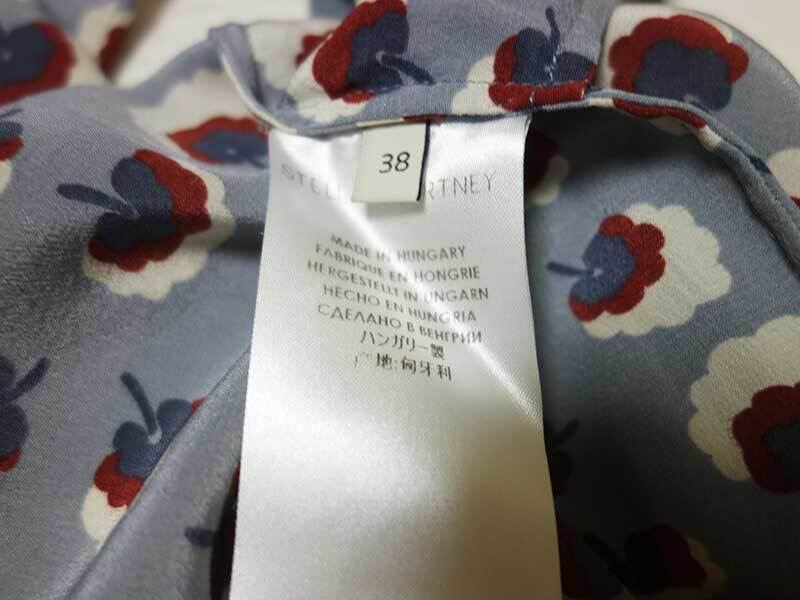 38
MADE IN HUNGARY
FABRIQUE EN HONGRIE
HERGESTELLT IN UNGARN
HECHO EN HUNGRIA
СДЕЛАНО В ВЕНГРИИ
ハンガリー製
产地:匈牙利